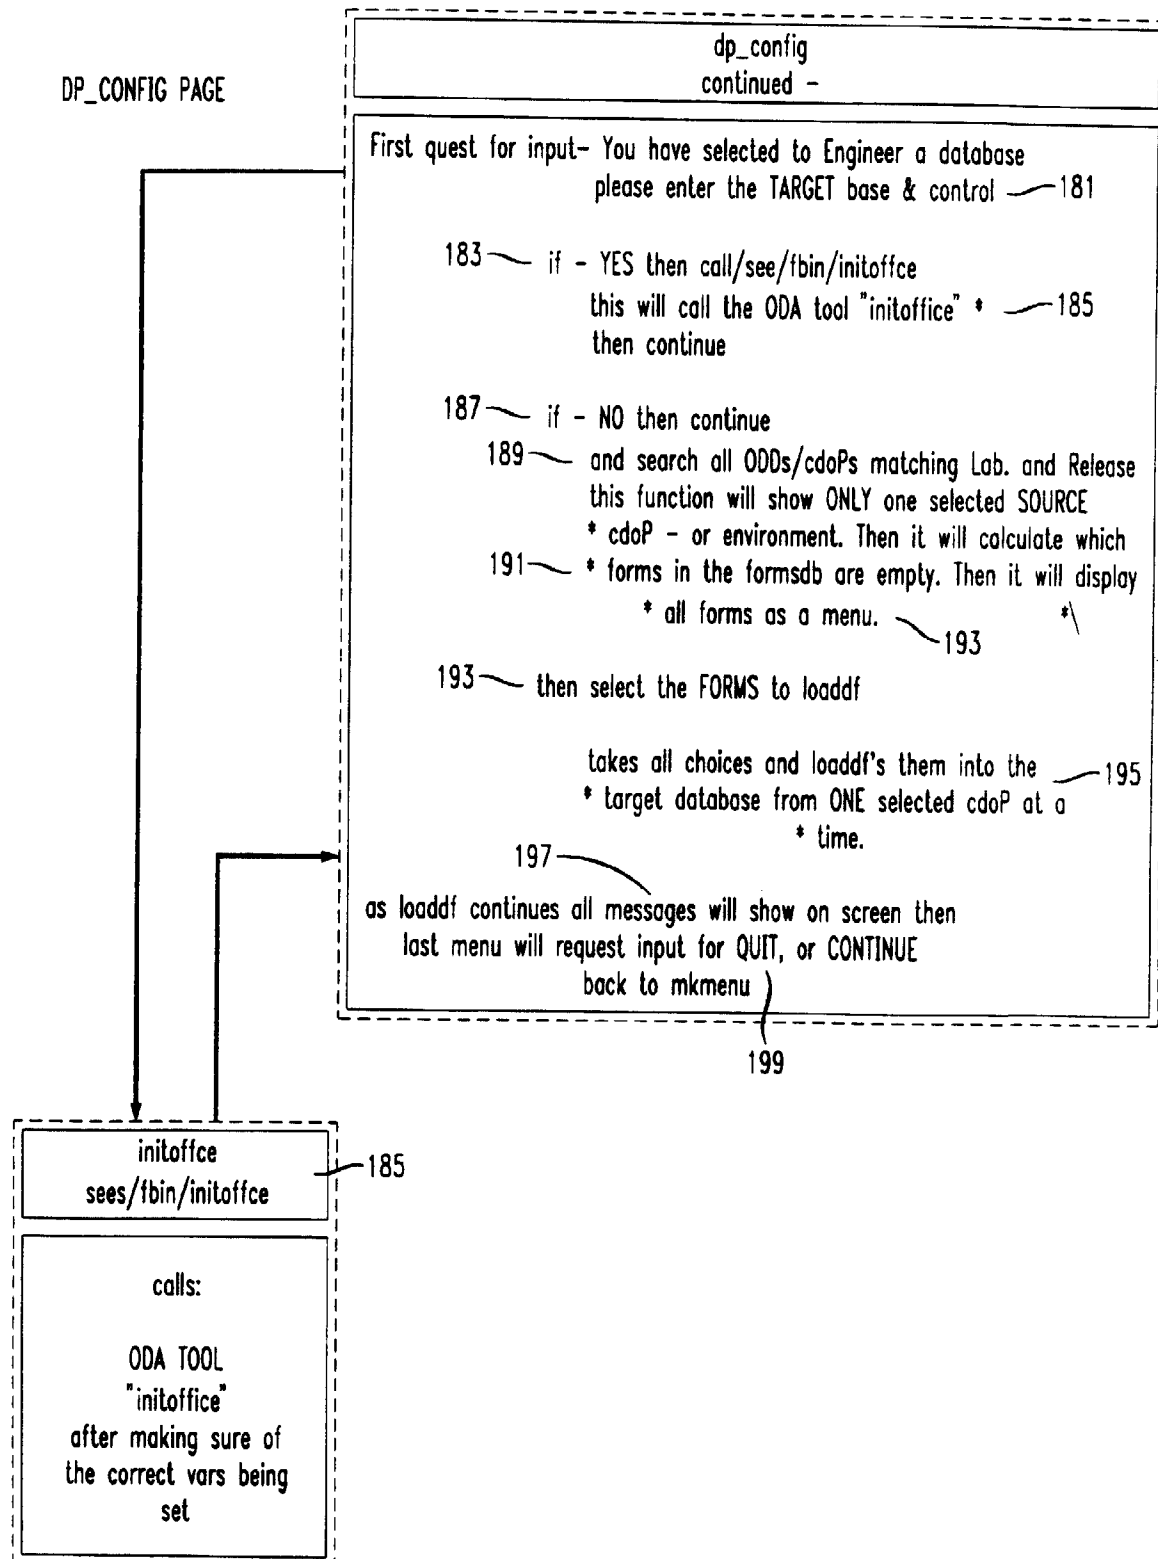 DP_CONFIG PAGE
dp_config
continued -
First quest for input- You have selected to Engineer a database
please enter the TARGET base & control 181
183 if - YES then call/see/fbin/initoffce
this will call the ODA tool "initoffice" * 185
then continue
187 if - NO then continue
189 and search all ODDs/cdoPs matching Lab. and Release
this function will show ONLY one selected SOURCE
* cdoP - or environment. Then it will calculate which
191 * forms in the formsdb are empty. Then it will display
* all forms as a menu. *\
193
193 then select the FORMS to loaddf
takes all choices and loaddf's them into the 195
* target database from ONE selected cdoP at a
* time.
197
as loaddf continues all messages will show on screen then
last menu will request input for QUIT, or CONTINUE
back to mkmenu
199
initoffce
sees/fbin/initoffce
185
calls:
ODA TOOL
"initoffice"
after making sure of
the correct vars being
set